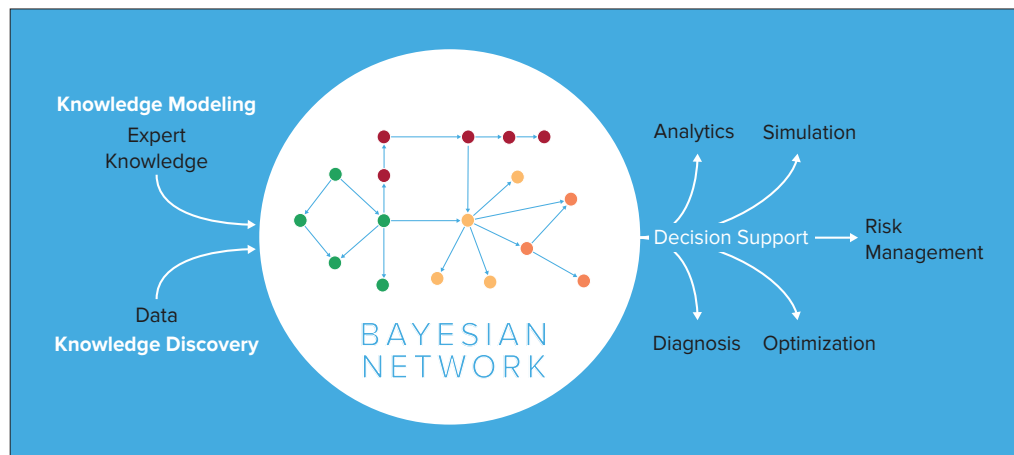 Knowledge Modeling
Expert
Knowledge
Data
Knowledge Discovery
BAYESIAN
NETWORK
Analytics
Simulation
Decision Support
Risk
Management
Diagnosis
Optimization